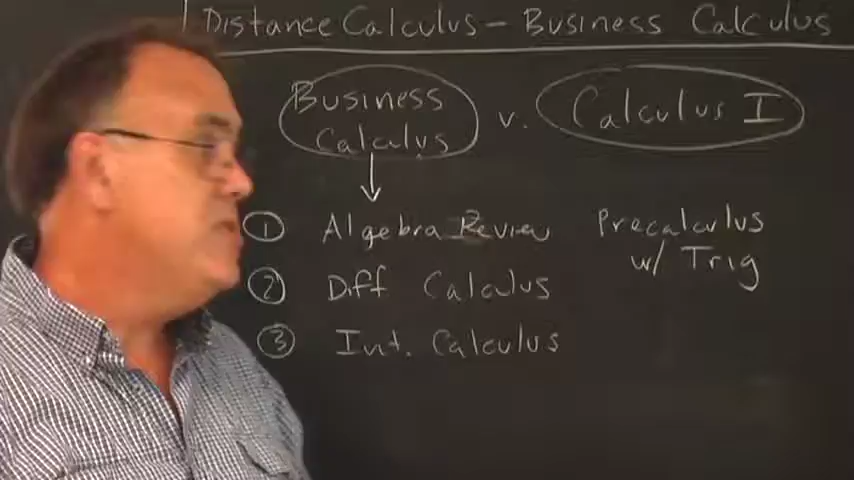 Distance Calculus - Business Calculus
Business Calculus v. Calculus I
① Algebra Review Precalculus w/ Trig
② Diff Calculus
③ Int. Calculus